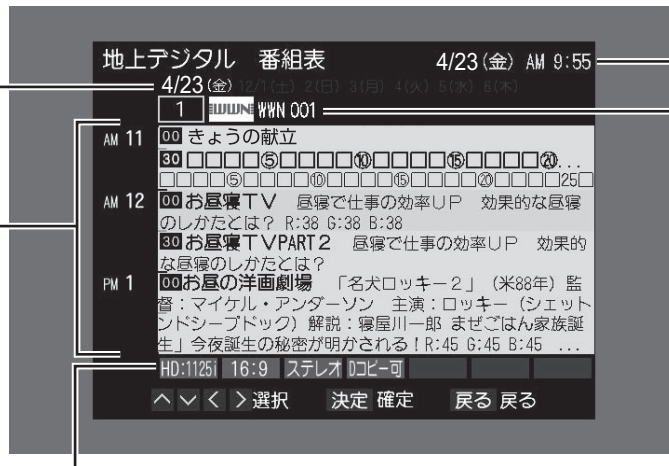 地上デジタル 番組表 4/23(金) AM 9:55
4/23(金) 12/1(土) 2(日) 3(月) 4(火) 5(水) 6(木)
1 WWN WWN 001
AM 11 00 きょうの献立
30 □□□□⑤□□□□⑩□□□□⑮□□□□⑳...
□□□□⑤□□□□⑩□□□□⑮□□□□⑳□□□□25□
AM 12 00 お昼寝TV 昼寝で仕事の効率UP 効果的な昼寝
のしかたとは? R:38 G:38 B:38
30 お昼寝TVPART2 昼寝で仕事の効率UP 効果的
な昼寝のしかたとは?
PM 1 00 お昼の洋画劇場 「名犬ロッキー2」(米88年) 監
督:マイケル・アンダーソン 主演:ロッキー(シェット
ンドシープドック) 解説:寝屋川一郎 まぜごはん家族誕
生」今夜誕生の秘密が明かされる!R:45 G:45 B:45 ...
HD:1125i 16:9 ステレオ Dコピー可
へ∨<>選択 決定 確定 戻る 戻る